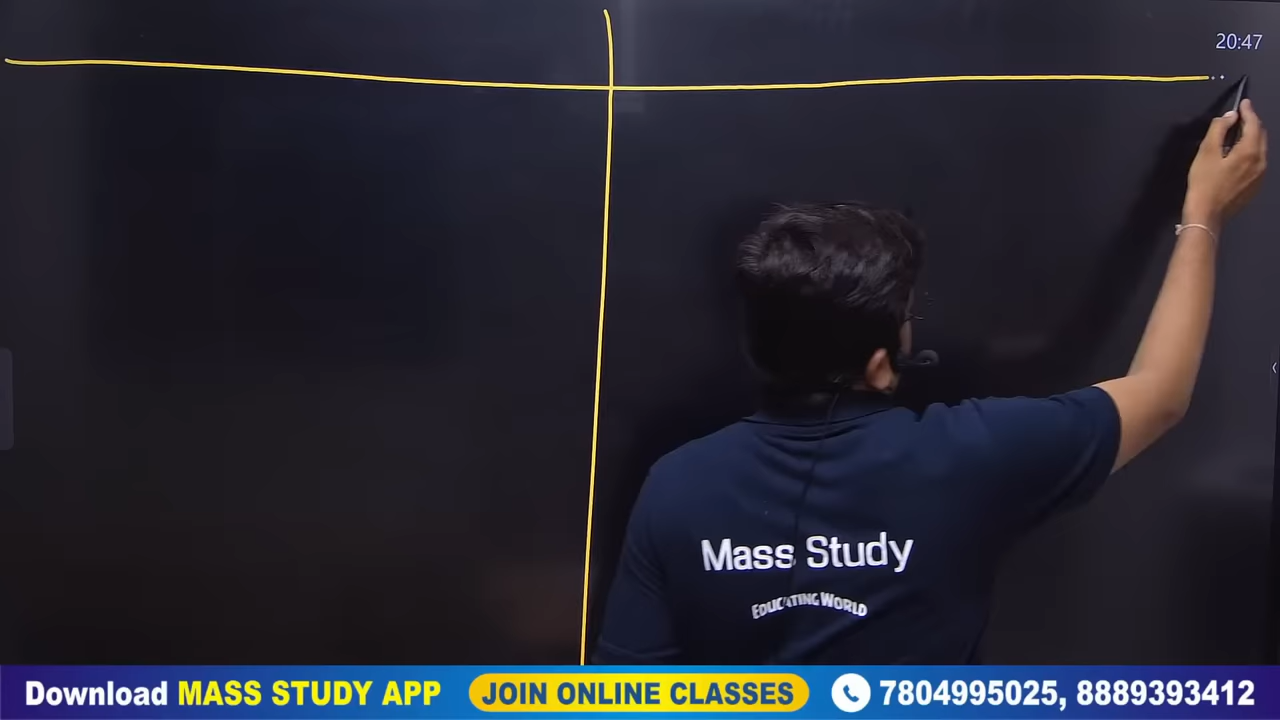 20:47
Mass Study
EDUCATING WORLD
Download MASS STUDY APP JOIN ONLINE CLASSES 7804995025, 8889393412